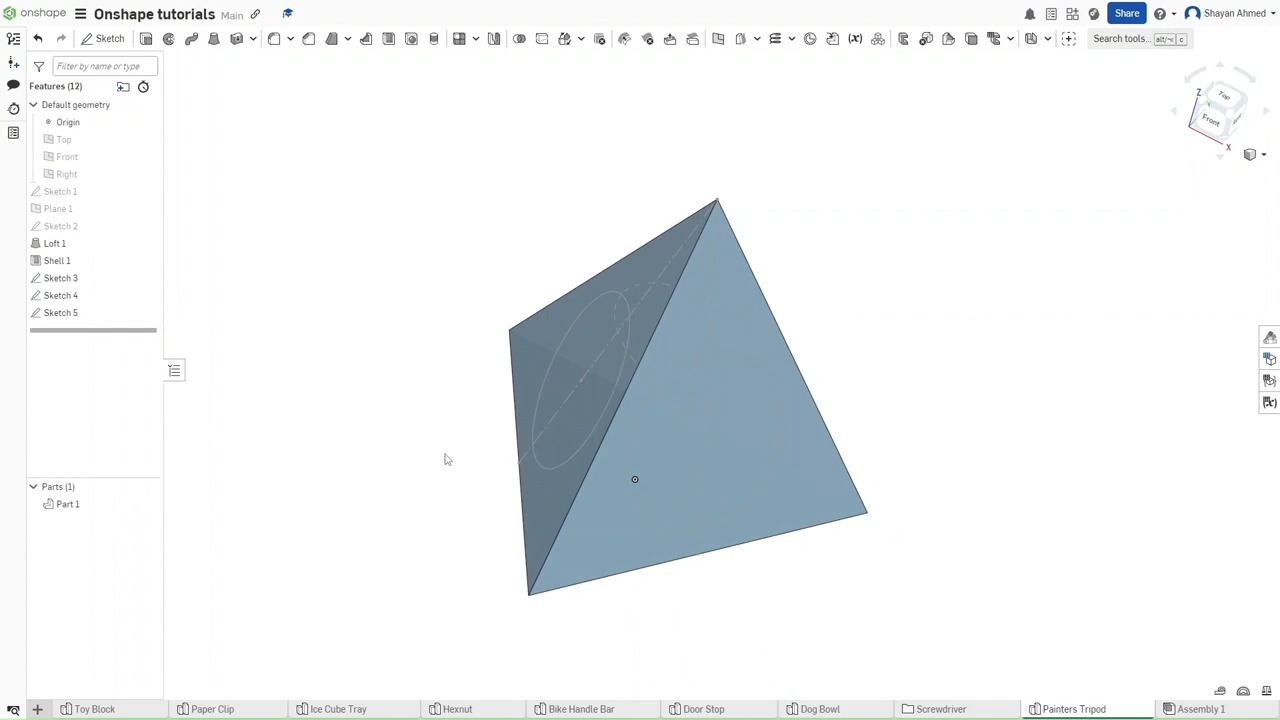 onshape Onshape tutorials Main Share Shayan Ahmed
Sketch Search tools... alt/⌥ c
Filter by name or type
Features (12)
Default geometry
Origin
Top
Front
Right
Sketch 1
Plane 1
Sketch 2
Loft 1
Shell 1
Sketch 3
Sketch 4
Sketch 5
Parts (1)
Part 1
Z
Top
Front
X
Toy Block Paper Clip Ice Cube Tray Hexnut Bike Handle Bar Door Stop Dog Bowl Screwdriver Painters Tripod Assembly 1